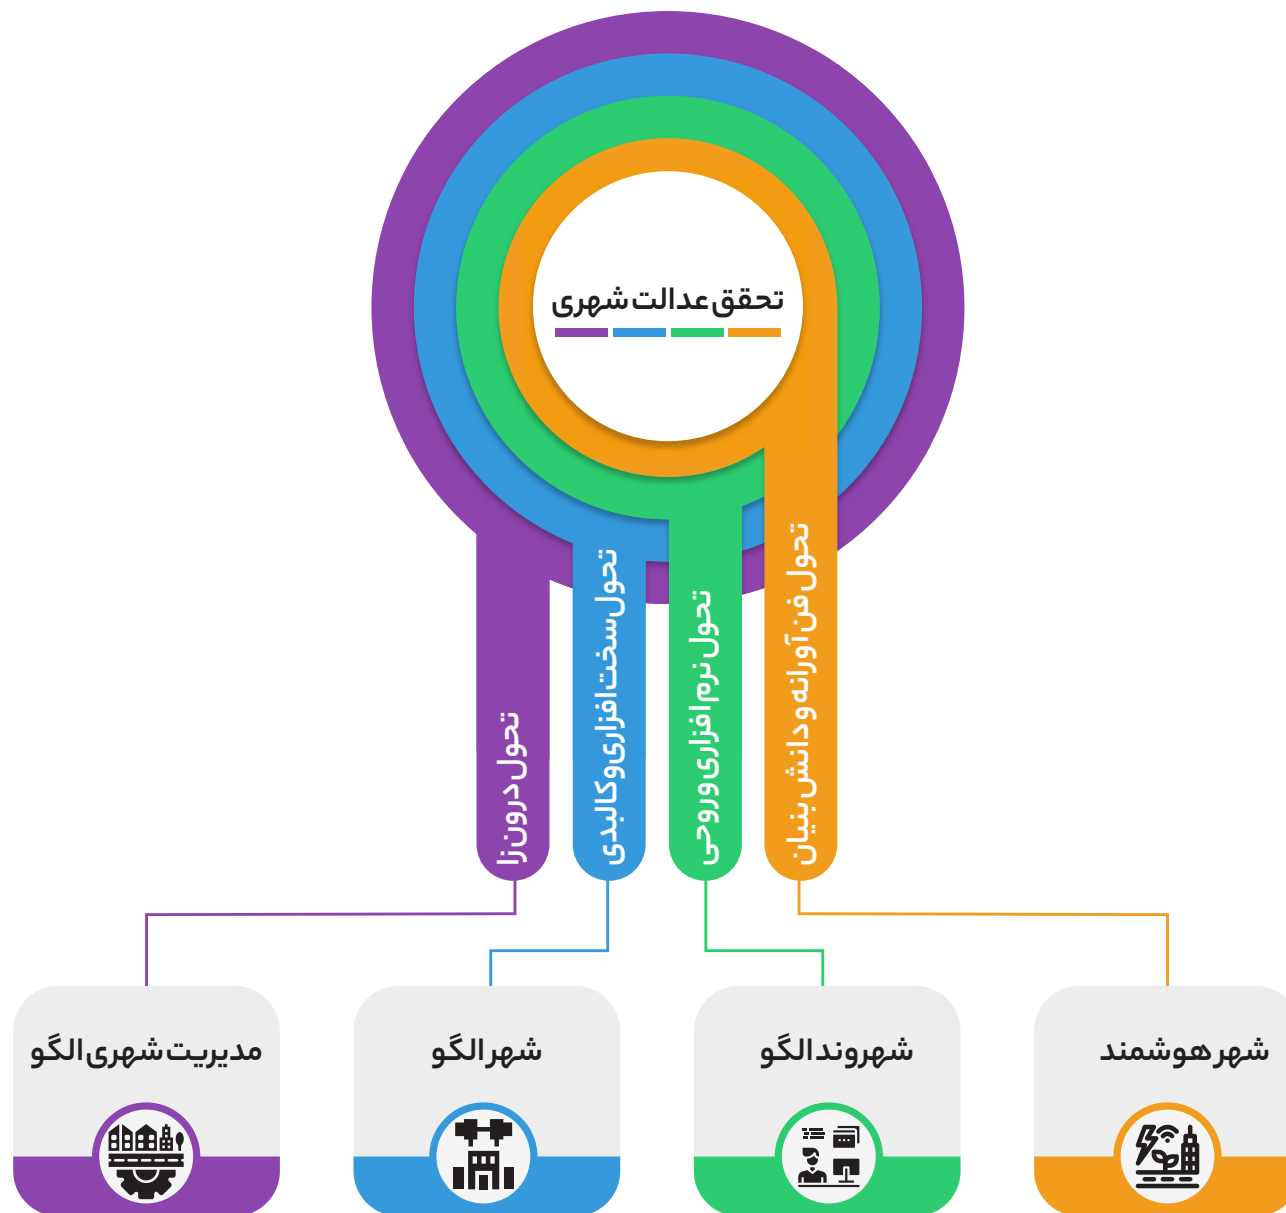 تحقق عدالت شهری
تحول فن آورانه و دانش بنیان
تحول نرم افزاری و روحی
تحول سخت افزاری و کالبدی
تحول درون زا
شهر هوشمند
شهروند الگو
شهر الگو
مدیریت شهری الگو